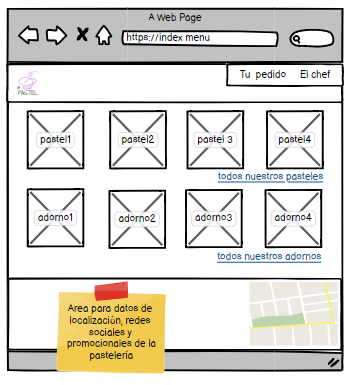 A Web Page
https://index menu
Tu pedido El chef
PASTEL
pastel1 pastel2 pastel 3 pastel4
todos nuestros pasteles
adorno1 adorno2 adorno3 adorno4
todos nuestros adornos
Area para datos de
localización, redes
sociales y
promocionales de la
pastelería